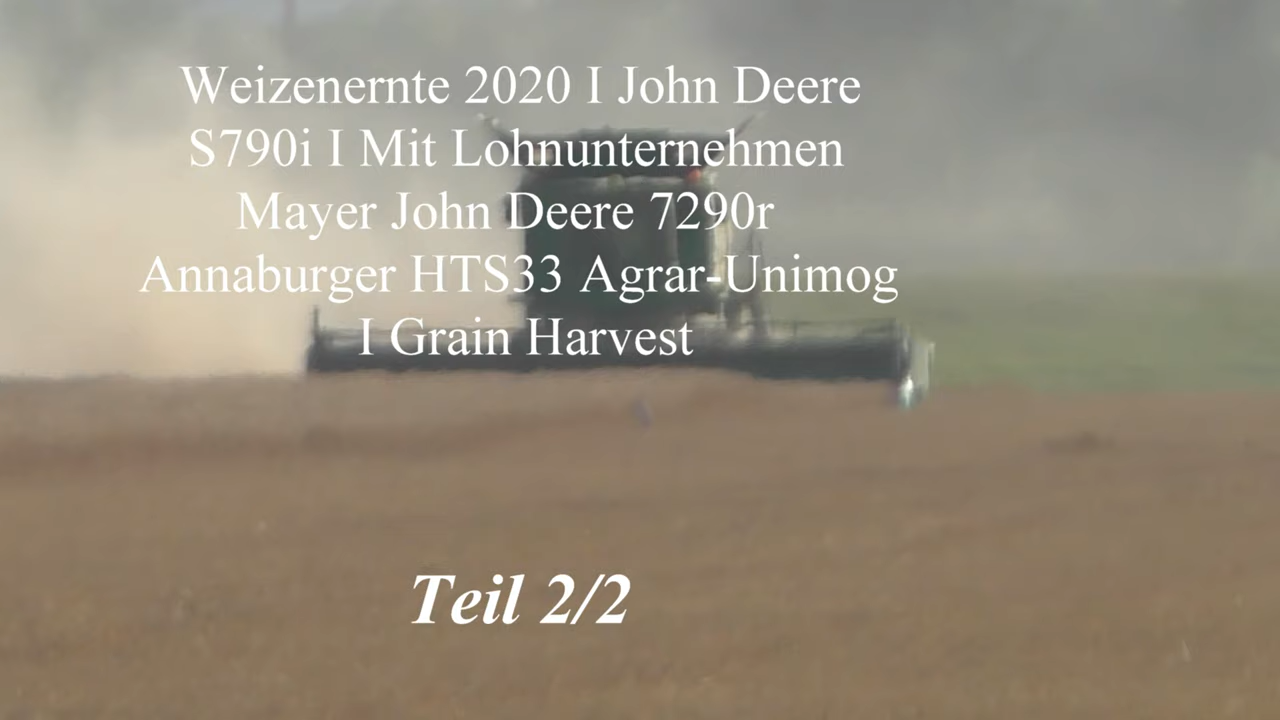 Weizenernte 2020 I John Deere
S790i I Mit Lohnunternehmen
Mayer John Deere 7290r
Annaburger HTS33 Agrar-Unimog
I Grain Harvest
Teil 2/2